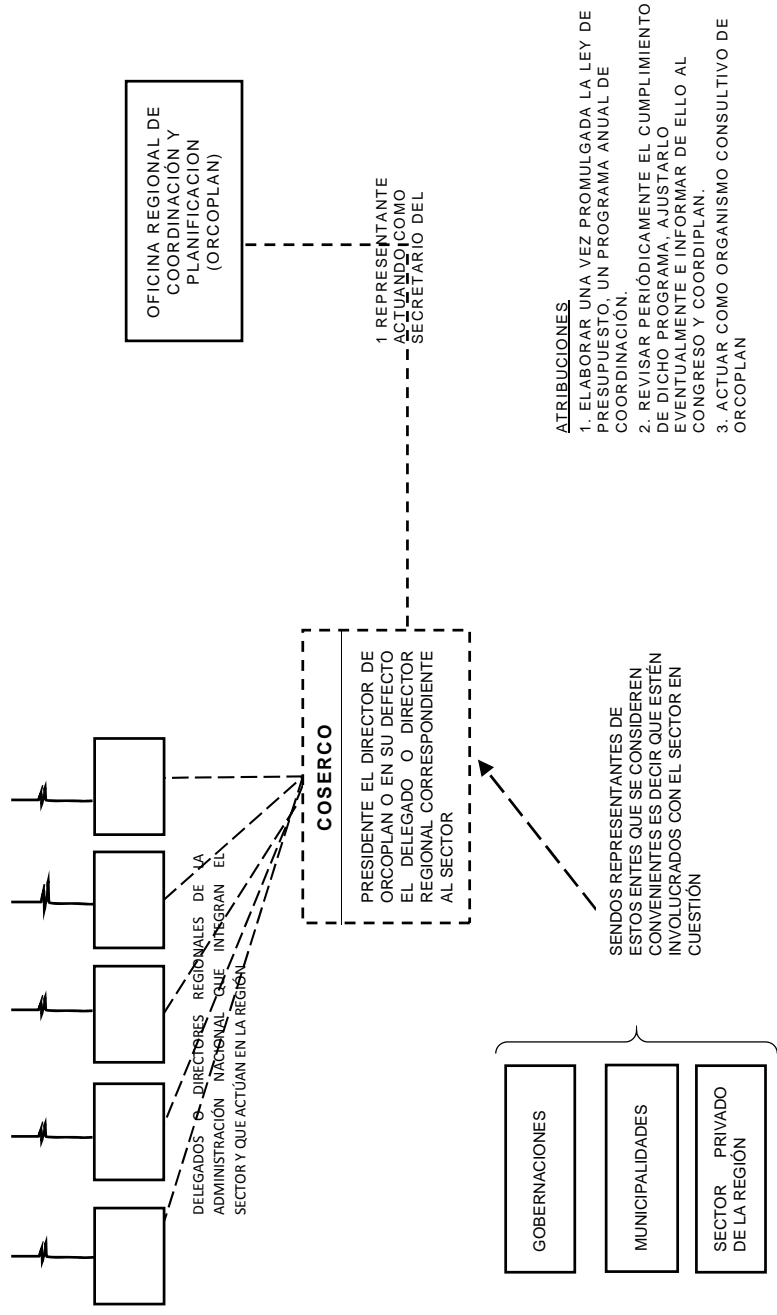 OFICINA REGIONAL DE
COORDINACIÓN Y
PLANIFICACION
(ORCOPLAN)
1 REPRESENTANTE
ACTUANDO COMO
SECRETARIO DEL
DELEGADOS O DIRECTORES REGIONALES DE LA
ADMINISTRACIÓN NACIONAL QUE INTEGRAN EL
SECTOR Y QUE ACTÚAN EN LA REGIÓN
COSERCO
PRESIDENTE EL DIRECTOR DE
ORCOPLAN O EN SU DEFECTO
EL DELEGADO O DIRECTOR
REGIONAL CORRESPONDIENTE
AL SECTOR
GOBERNACIONES
MUNICIPALIDADES
SECTOR PRIVADO
DE LA REGIÓN
SENDOS REPRESENTANTES DE
ESTOS ENTES QUE SE CONSIDEREN
CONVENIENTES ES DECIR QUE ESTÉN
INVOLUCRADOS CON EL SECTOR EN
CUESTIÓN
ATRIBUCIONES
1. ELABORAR UNA VEZ PROMULGADA LA LEY DE
PRESUPUESTO, UN PROGRAMA ANUAL DE
COORDINACIÓN.
2. REVISAR PERIÓDICAMENTE EL CUMPLIMIENTO
DE DICHO PROGRAMA, AJUSTARLO
EVENTUALMENTE E INFORMAR DE ELLO AL
CONGRESO Y COORDIPLAN.
3. ACTUAR COMO ORGANISMO CONSULTIVO DE
ORCOPLAN